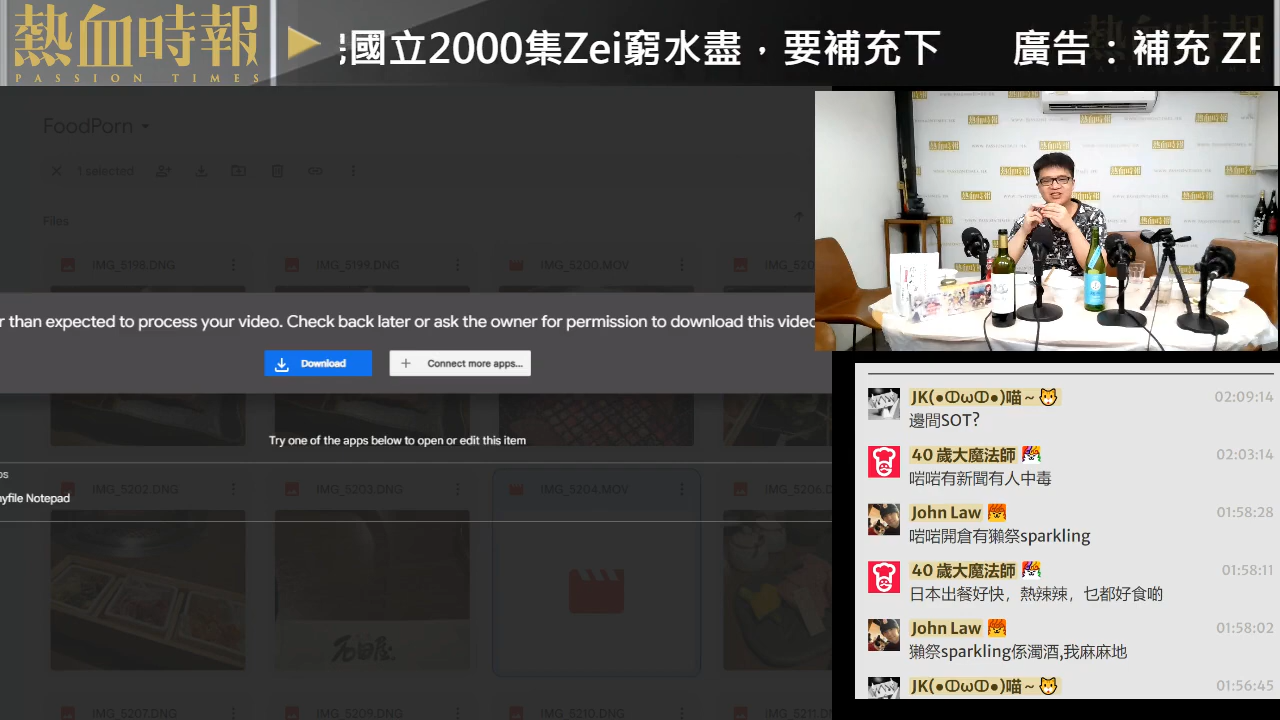 熱血時報
PASSION TIMES
國立2000集Zei窮水盡，要補充下 廣告：補充 ZE
FoodPorn
1 selected
Files
IMG_5198.DNG
IMG_5199.DNG
IMG_5200.MOV
IMG_520
r than expected to process your video. Check back later or ask the owner for permission to download this video
Download
Connect more apps...
Try one of the apps below to open or edit this item
ps
nyfile Notepad
IMG_5202.DNG
IMG_5203.DNG
IMG_5204.MOV
IMG_5206.D
IMG_5207.DNG
IMG_5209.DNG
IMG_5210.DNG
IMG_5211.D
JK(●ↀωↀ●)喵～ 02:09:14
邊間SOT?
40 歲大魔法師 02:03:14
啱啱有新聞有人中毒
John Law 01:58:28
啱啱開倉有獺祭sparkling
40 歲大魔法師 01:58:11
日本出餐好快，熱辣辣，乜都好食啲
John Law 01:58:02
獺祭sparkling係濁酒,我麻麻地
JK(●ↀωↀ●)喵～ 01:56:45